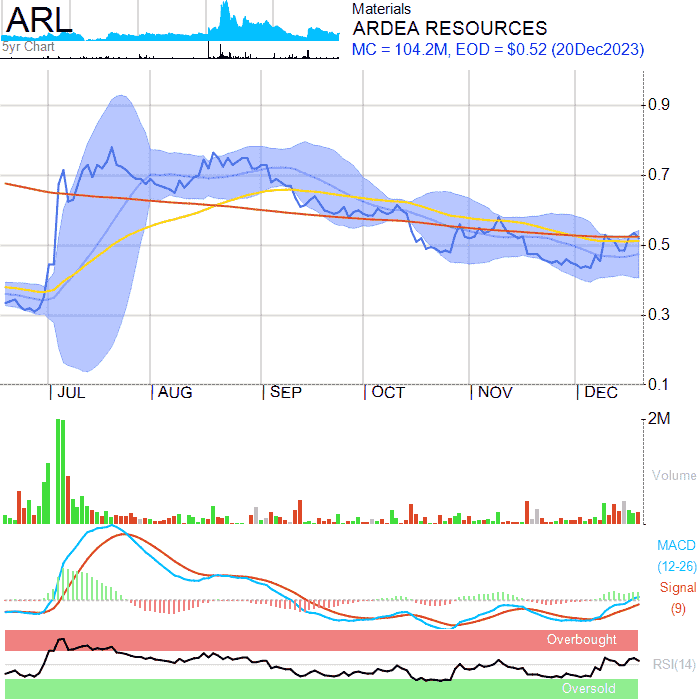 ARL
5yr Chart
Materials
ARDEA RESOURCES
MC = 104.2M, EOD = $0.52 (20Dec2023)
0.9
0.7
0.5
0.3
0.1
JUL AUG SEP OCT NOV DEC
2M
Volume
MACD
(12-26)
Signal
(9)
Overbought
RSI(14)
Oversold